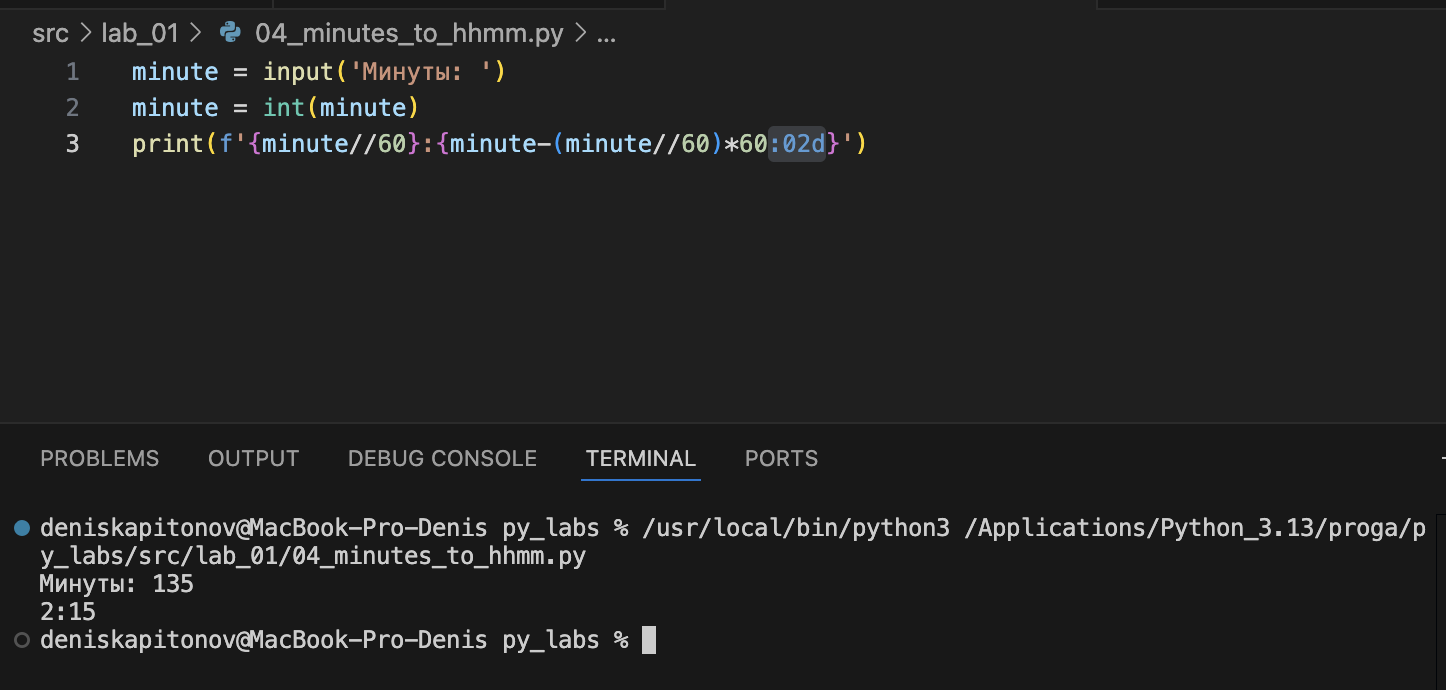 src > lab_01 > 04_minutes_to_hhmm.py > ...
1 minute = input('Минуты: ')
2 minute = int(minute)
3 print(f'{minute//60}:{minute-(minute//60)*60:02d}')
PROBLEMS OUTPUT DEBUG CONSOLE TERMINAL PORTS
deniskapitonov@MacBook-Pro-Denis py_labs % /usr/local/bin/python3 /Applications/Python_3.13/proga/p
y_labs/src/lab_01/04_minutes_to_hhmm.py
Минуты: 135
2:15
deniskapitonov@MacBook-Pro-Denis py_labs %